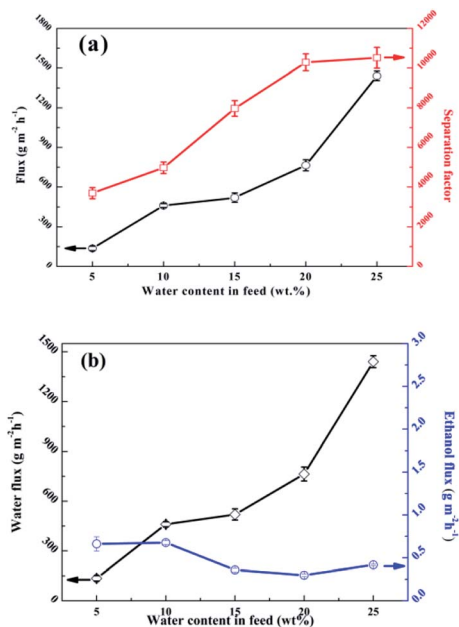 (a)
1800
1500
1200
900
600
300
0
Flux (g m⁻² h⁻¹)
12000
10000
8000
6000
4000
2000
0
Separation factor
5 10 15 20 25
Water content in feed (wt.%)
(b)
1500
1200
900
600
300
0
Water flux (g m⁻²h⁻¹)
3.0
2.5
2.0
1.5
1.0
0.5
0.0
Ethanol flux (g m⁻²h⁻¹)
5 10 15 20 25
Water content in feed (wt%)